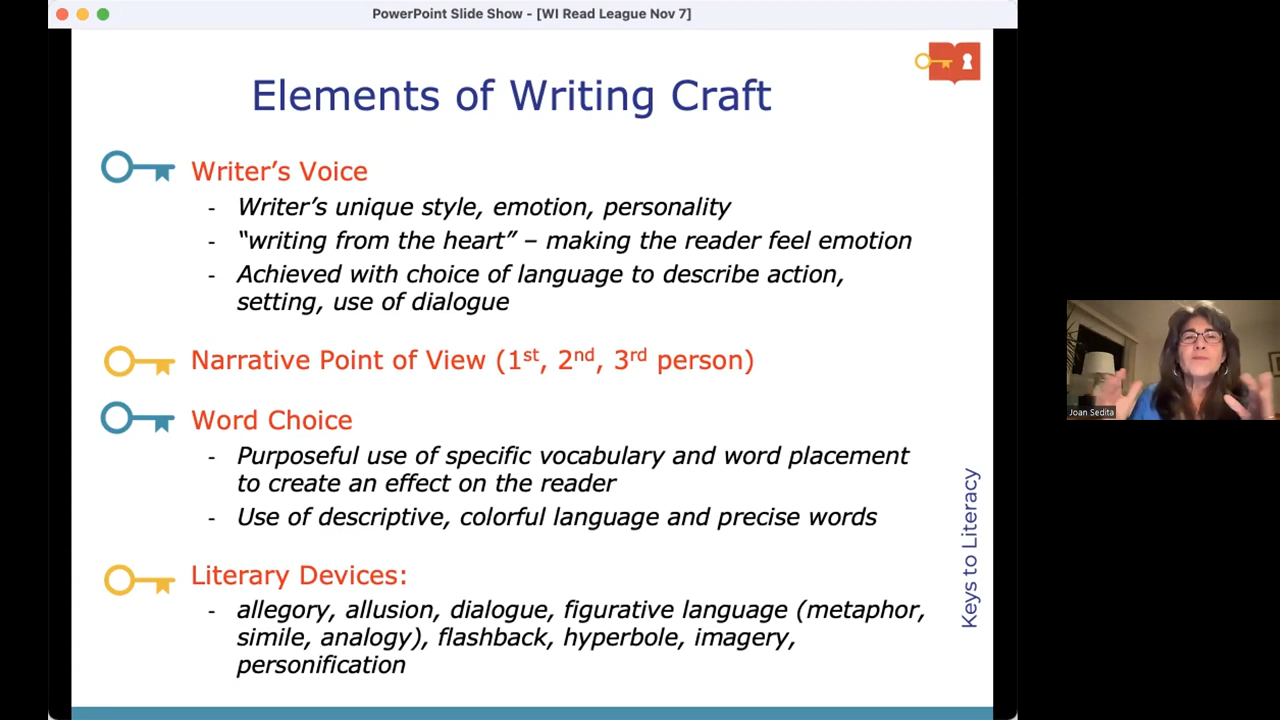 PowerPoint Slide Show - [WI Read League Nov 7]
Elements of Writing Craft
Writer’s Voice
- Writer’s unique style, emotion, personality
- “writing from the heart” – making the reader feel emotion
- Achieved with choice of language to describe action,
setting, use of dialogue
Narrative Point of View (1st, 2nd, 3rd person)
Word Choice
- Purposeful use of specific vocabulary and word placement
to create an effect on the reader
- Use of descriptive, colorful language and precise words
Literary Devices:
- allegory, allusion, dialogue, figurative language (metaphor,
simile, analogy), flashback, hyperbole, imagery,
personification
Keys to Literacy
Joan Sedita